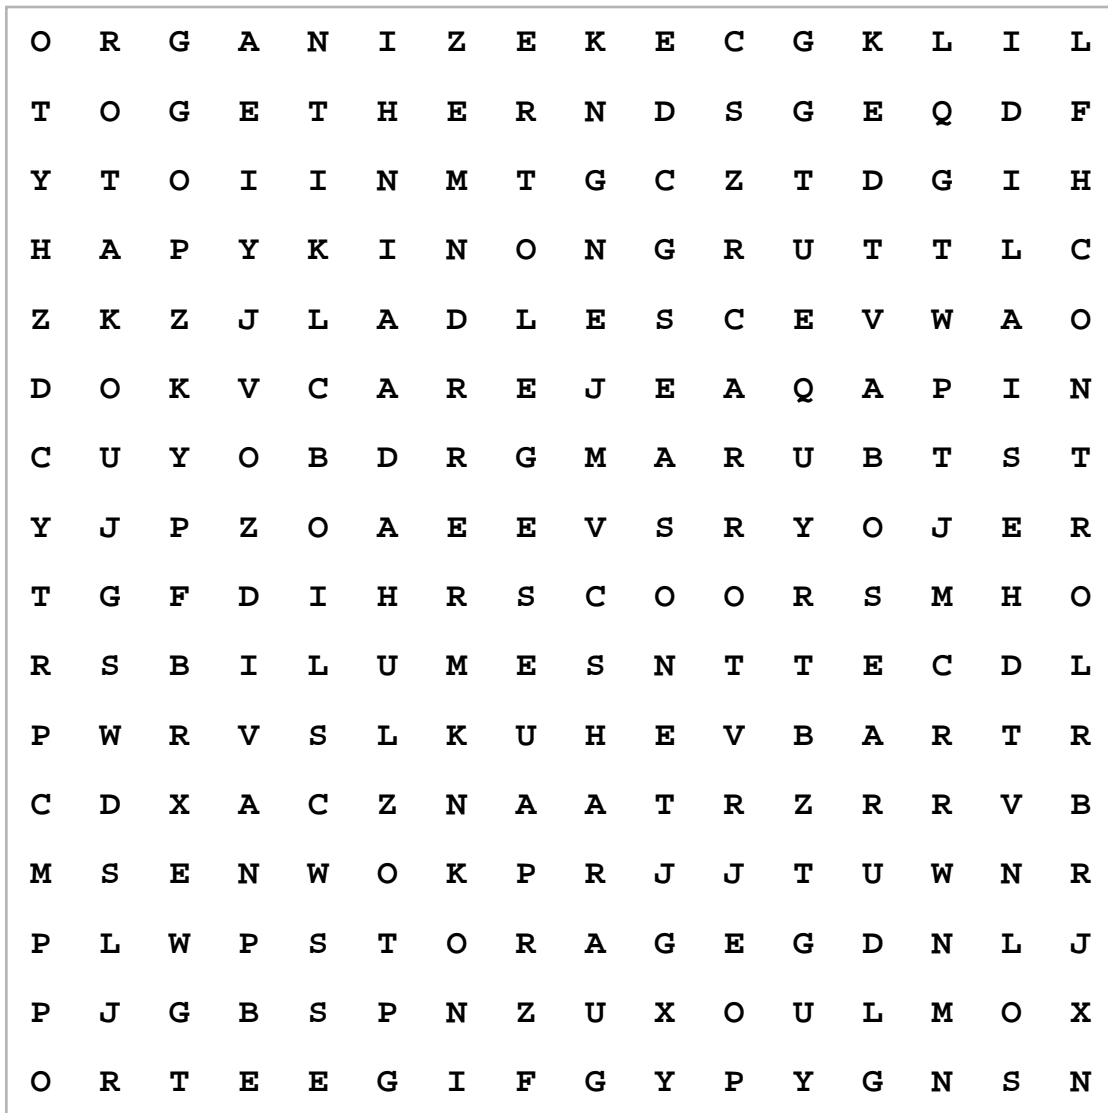 O R G A N I Z E K E C G K L I L
T O G E T H E R N D S G E Q D F
Y T O I I N M T G C Z T D G I H
H A P Y K I N O N G R U T T L C
Z K Z J L A D L E S C E V W A O
D O K V C A R E J E A Q A P I N
C U Y O B D R G M A R U B T S T
Y J P Z O A E E V S R Y O J E R
T G F D I H R S C O O R S M H O
R S B I L U M E S N T T E C D L
P W R V S L K U H E V B A R T R
C D X A C Z N A A T R Z R R V B
M S E N W O K P R J J T U W N R
P L W P S T O R A G E G D N L J
P J G B S P N Z U X O U L M O X
O R T E E G I F G Y P Y G N S N